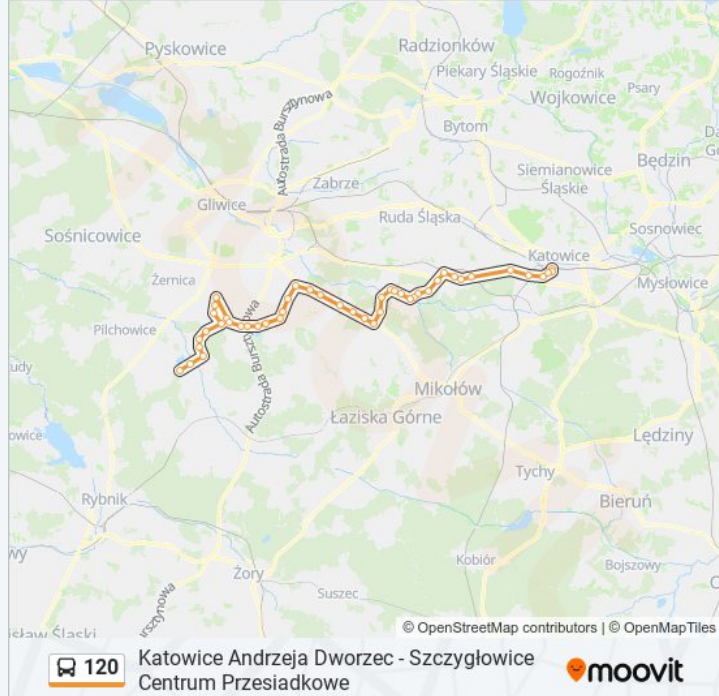 Pyskowice
Radzionków
Piekary Śląskie
Rogoźnik
Wojkowice
Psary
Autostrada Bursztynowa
Bytom
Siemianowice
Śląskie
Będzin
Zabrze
Gliwice
Ruda Śląska
Sośnicowice
Katowice
Sosnowiec
Mysłowice
Żernica
Pilchowice
Autostrada Bursztynowa
Mikołów
Łaziska Górne
Lędziny
Tychy
Bieruń
Rybnik
Kobiór
Bojszowy
Żory
Suszec
© OpenStreetMap contributors | © OpenMapTiles
120
Katowice Andrzeja Dworzec - Szczygłowice
Centrum Przesiadkowe
moovit